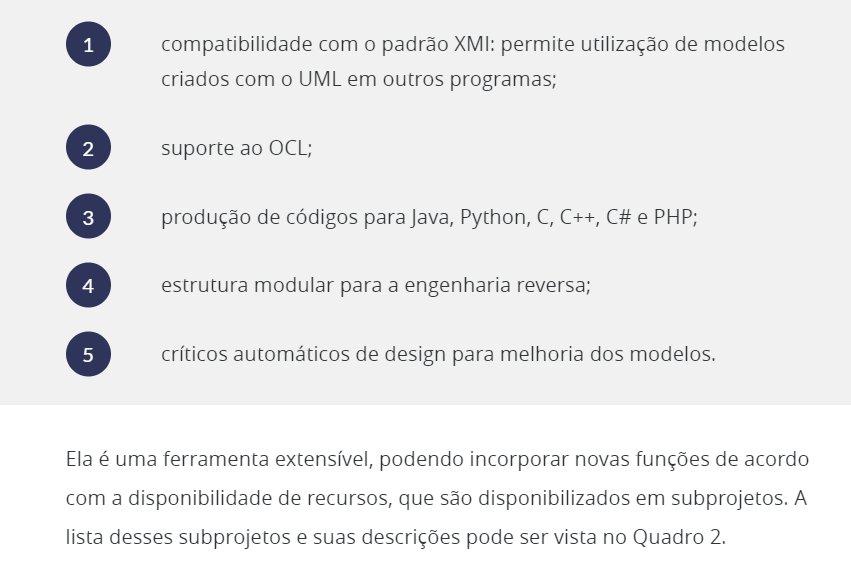 1 compatibilidade com o padrão XMI: permite utilização de modelos
criados com o UML em outros programas;
2 suporte ao OCL;
3 produção de códigos para Java, Python, C, C++, C# e PHP;
4 estrutura modular para a engenharia reversa;
5 críticos automáticos de design para melhoria dos modelos.
Ela é uma ferramenta extensível, podendo incorporar novas funções de acordo
com a disponibilidade de recursos, que são disponibilizados em subprojetos. A
lista desses subprojetos e suas descrições pode ser vista no Quadro 2.